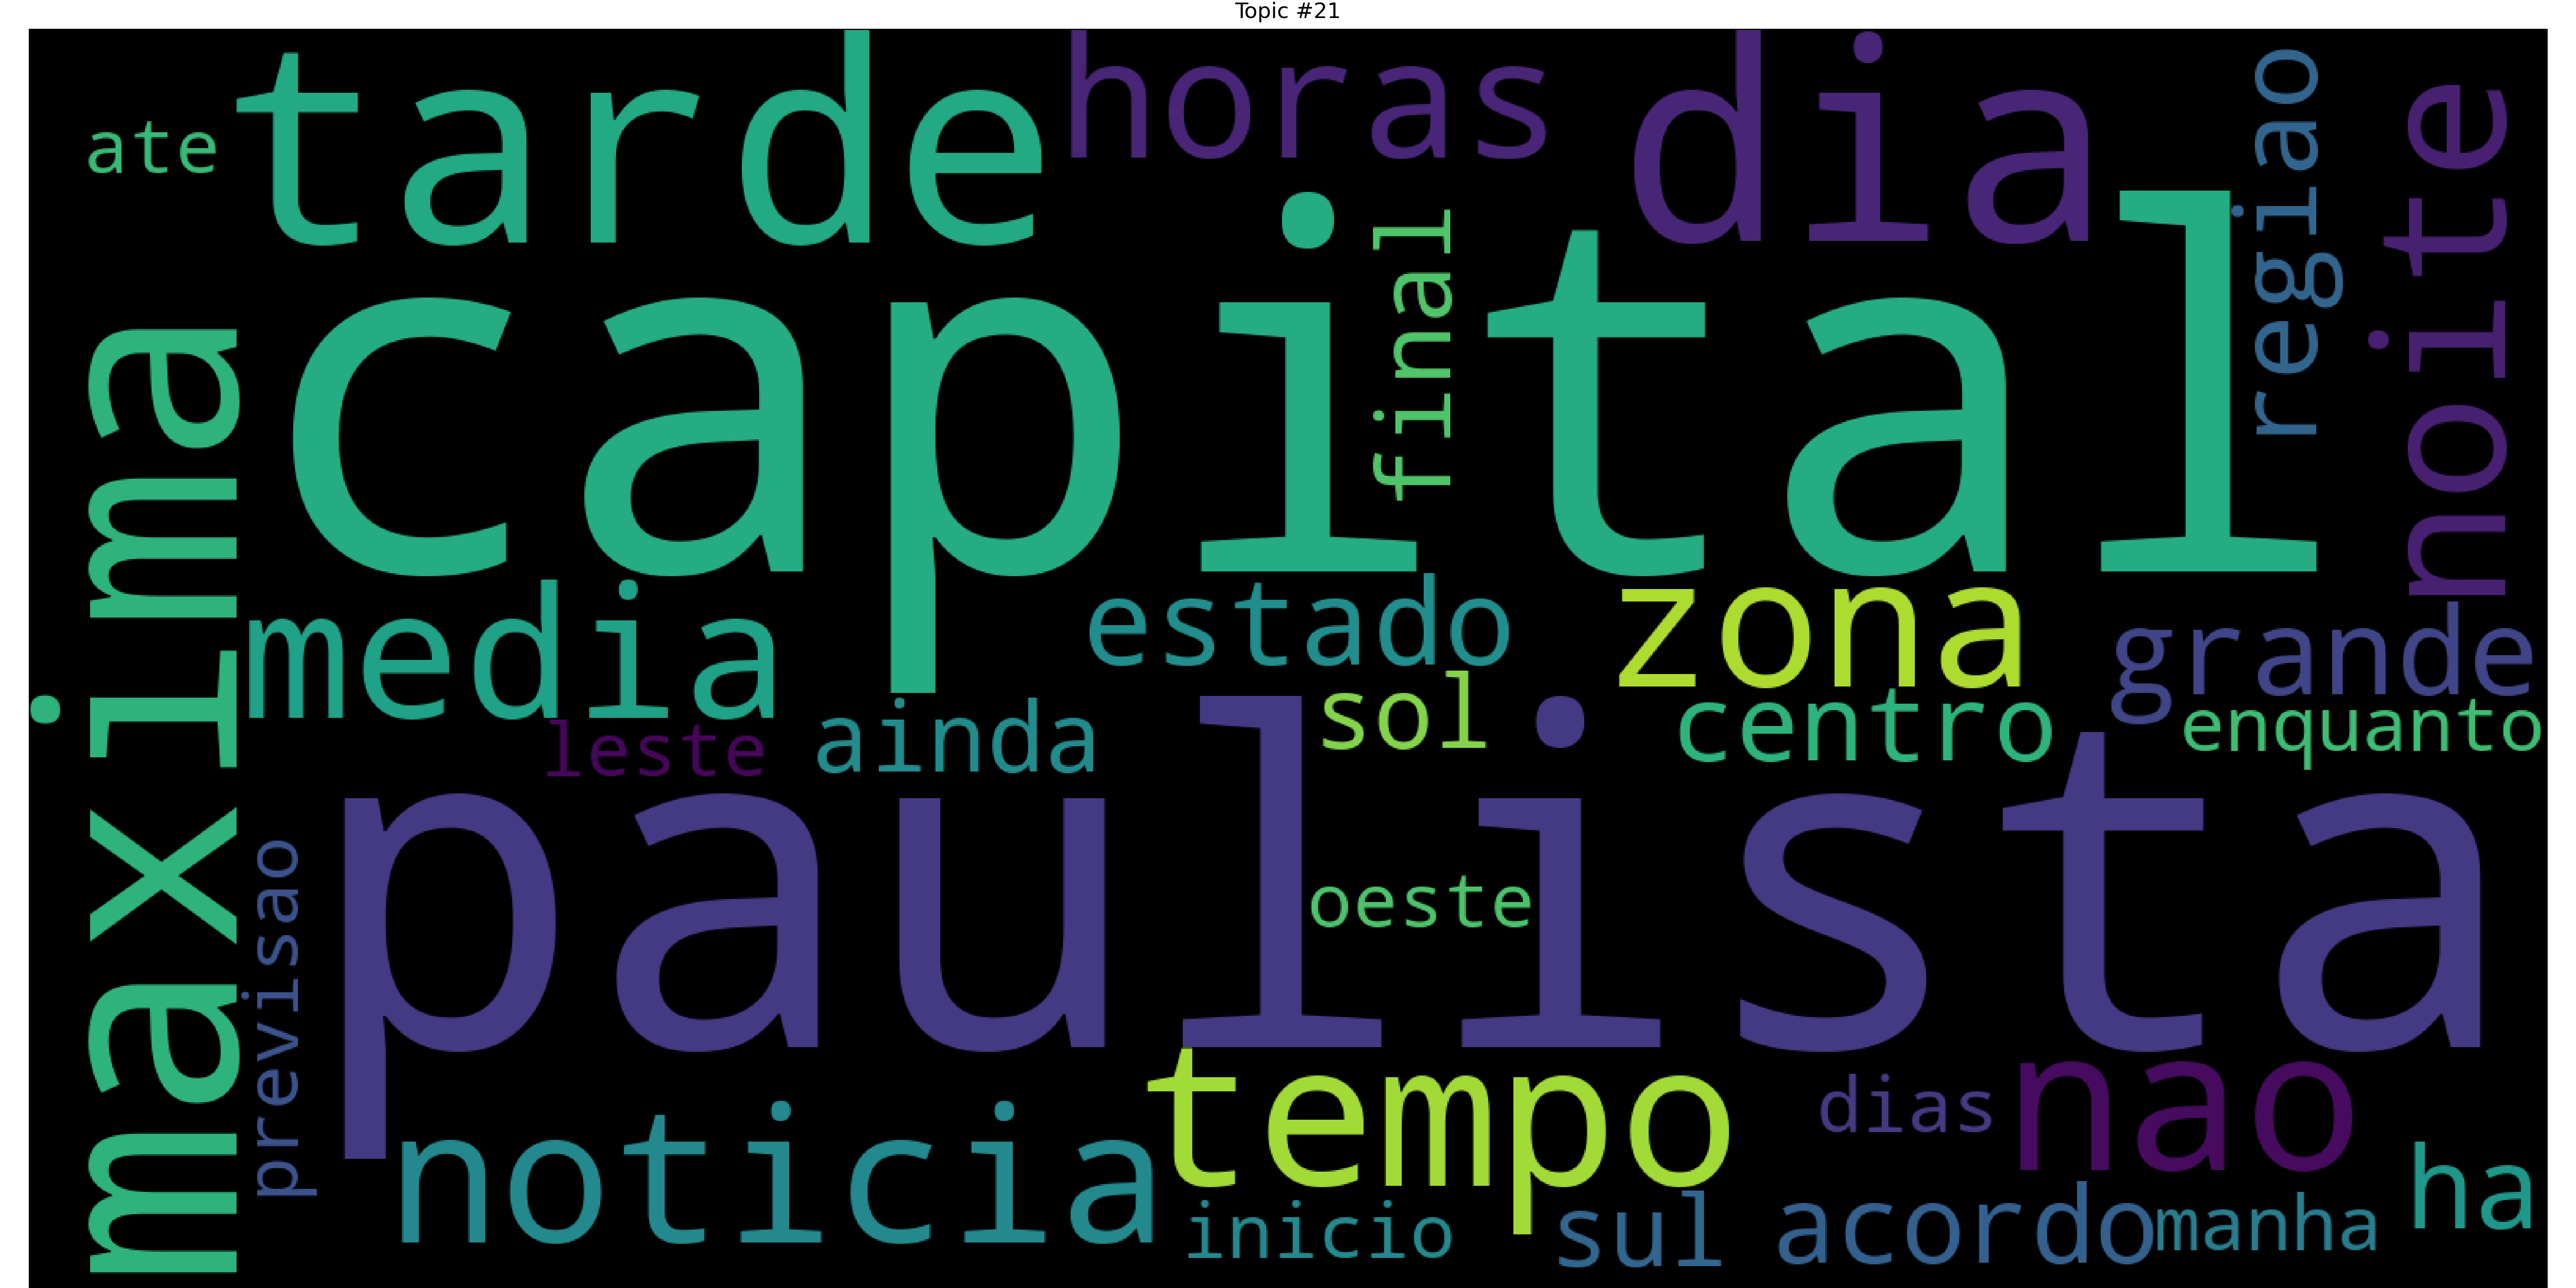 Topic #21
tarde
horas
dia
ate
regiao
noite
capital
final
maxima
media
estado
zona
grande
leste
ainda
sol
centro
enquanto
paulista
previsao
oeste
noticia
tempo
dias
nao
inicio
sul
acordo
manha
ha